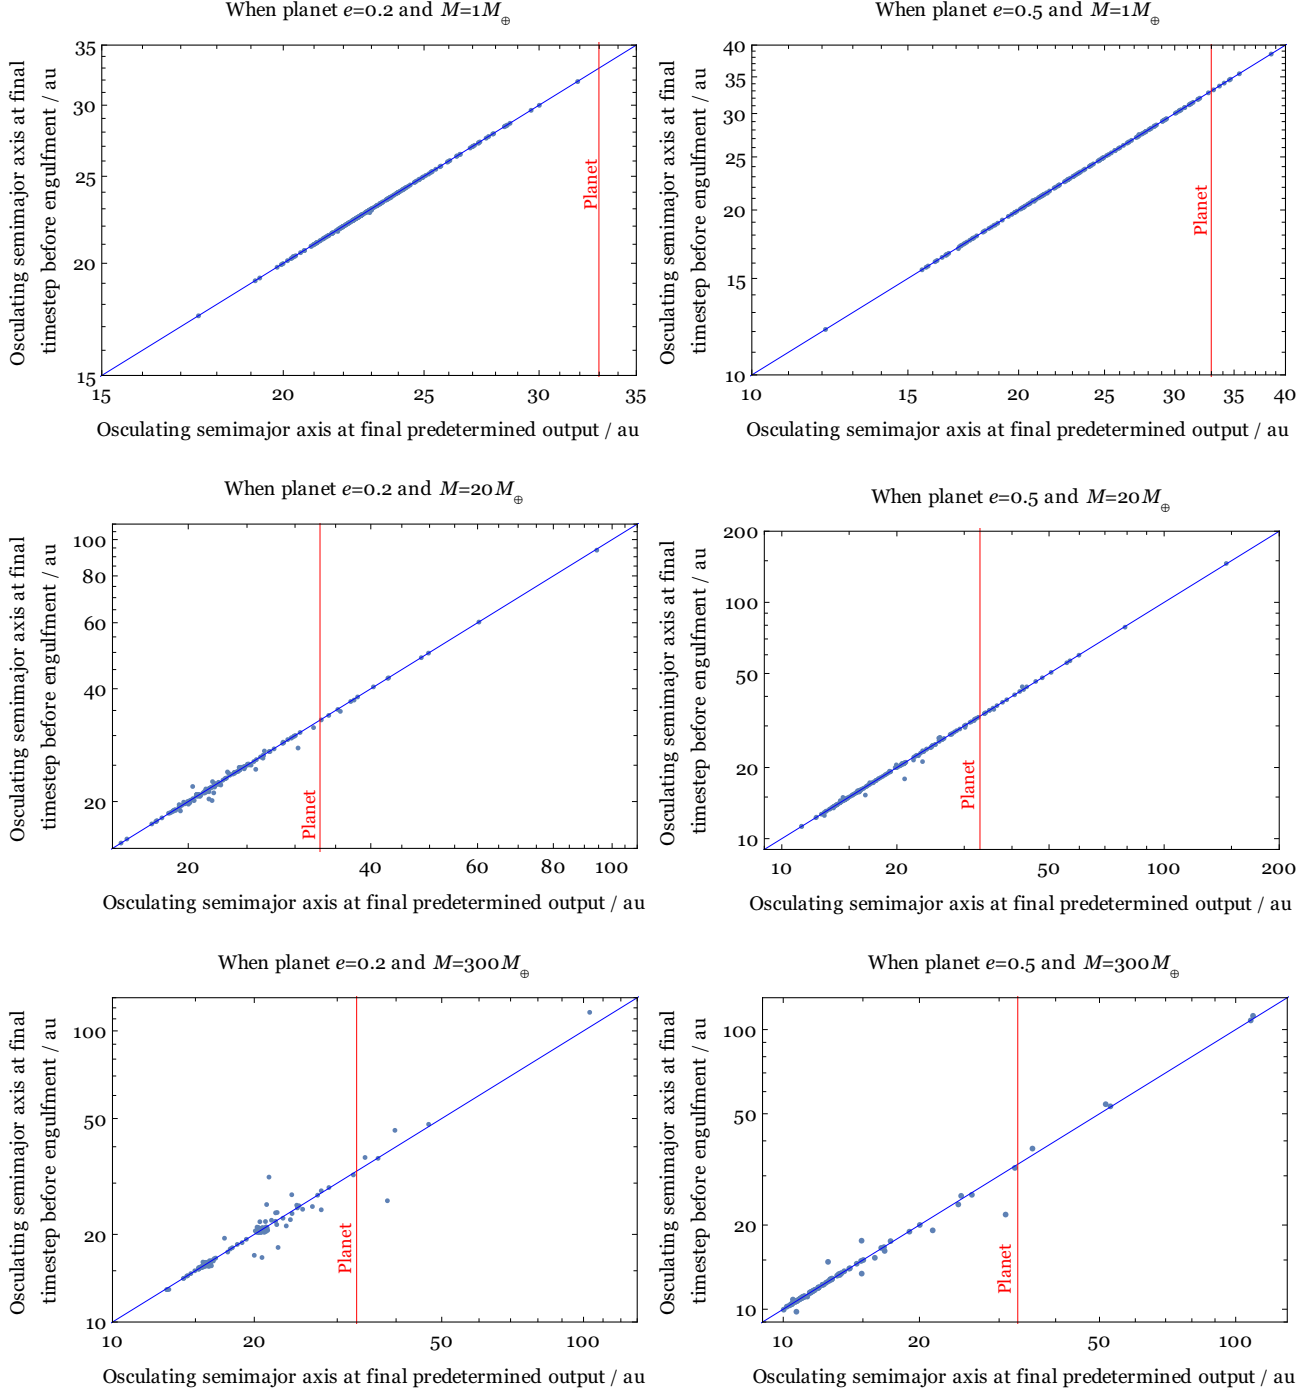 When planet e=0.2 and M=1M⊕
Osculating semimajor axis at final
timestep before engulfment / au
35
30
25
20
15
Planet
15 20 25 30 35
Osculating semimajor axis at final predetermined output / au
When planet e=0.5 and M=1M⊕
Osculating semimajor axis at final
timestep before engulfment / au
40
35
30
25
20
15
10
Planet
10 15 20 25 30 35 40
Osculating semimajor axis at final predetermined output / au
When planet e=0.2 and M=20M⊕
Osculating semimajor axis at final
timestep before engulfment / au
100
80
60
40
20
Planet
20 40 60 80 100
Osculating semimajor axis at final predetermined output / au
When planet e=0.5 and M=20M⊕
Osculating semimajor axis at final
timestep before engulfment / au
200
100
50
20
10
Planet
10 20 50 100 200
Osculating semimajor axis at final predetermined output / au
When planet e=0.2 and M=300M⊕
Osculating semimajor axis at final
timestep before engulfment / au
100
50
20
10
Planet
10 20 50 100
Osculating semimajor axis at final predetermined output / au
When planet e=0.5 and M=300M⊕
Osculating semimajor axis at final
timestep before engulfment / au
100
50
20
10
Planet
10 20 50 100
Osculating semimajor axis at final predetermined output / au